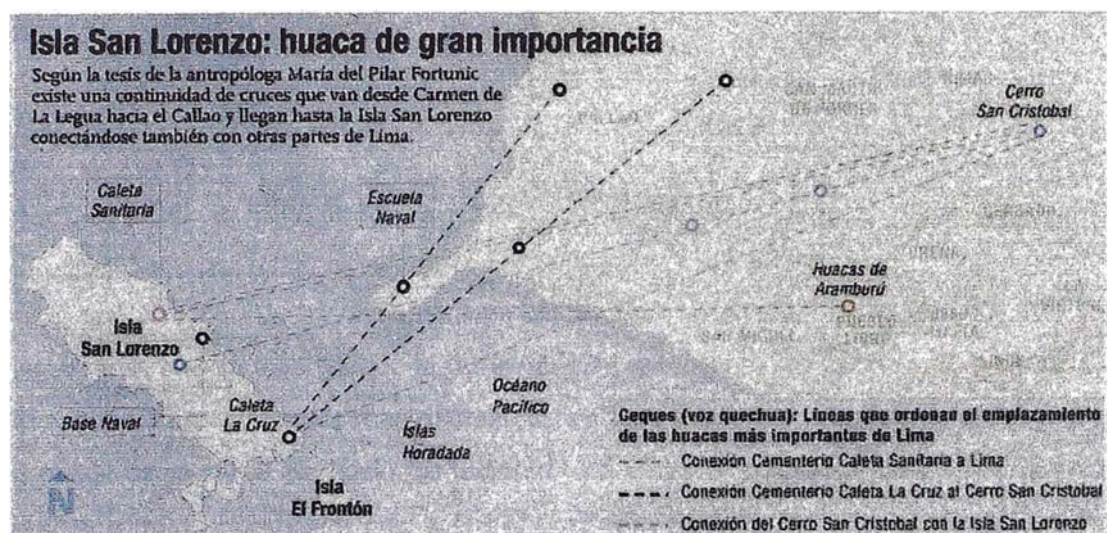 Isla San Lorenzo: huaca de gran importancia
Según la tesis de la antropóloga María del Pilar Fortunic
existe una continuidad de cruces que van desde Carmen de
La Legua hacia el Callao y llegan hasta la Isla San Lorenzo
conectándose también con otras partes de Lima.
Cerro
San Cristobal
Caleta
Sanitaria
Escuela
Naval
Huacas de
Aramburú
Isla
San Lorenzo
Océano
Pacífico
Base Naval
Caleta
La Cruz
Islas
Horadada
Isla
El Frontón
N
Ceques (voz quechua): Líneas que ordenan el emplazamiento
de las huacas más importantes de Lima
Conexión Cementerio Caleta Sanitaria a Lima
Conexión Cementerio Caleta La Cruz al Cerro San Cristobal
Conexión del Cerro San Cristobal con la Isla San Lorenzo